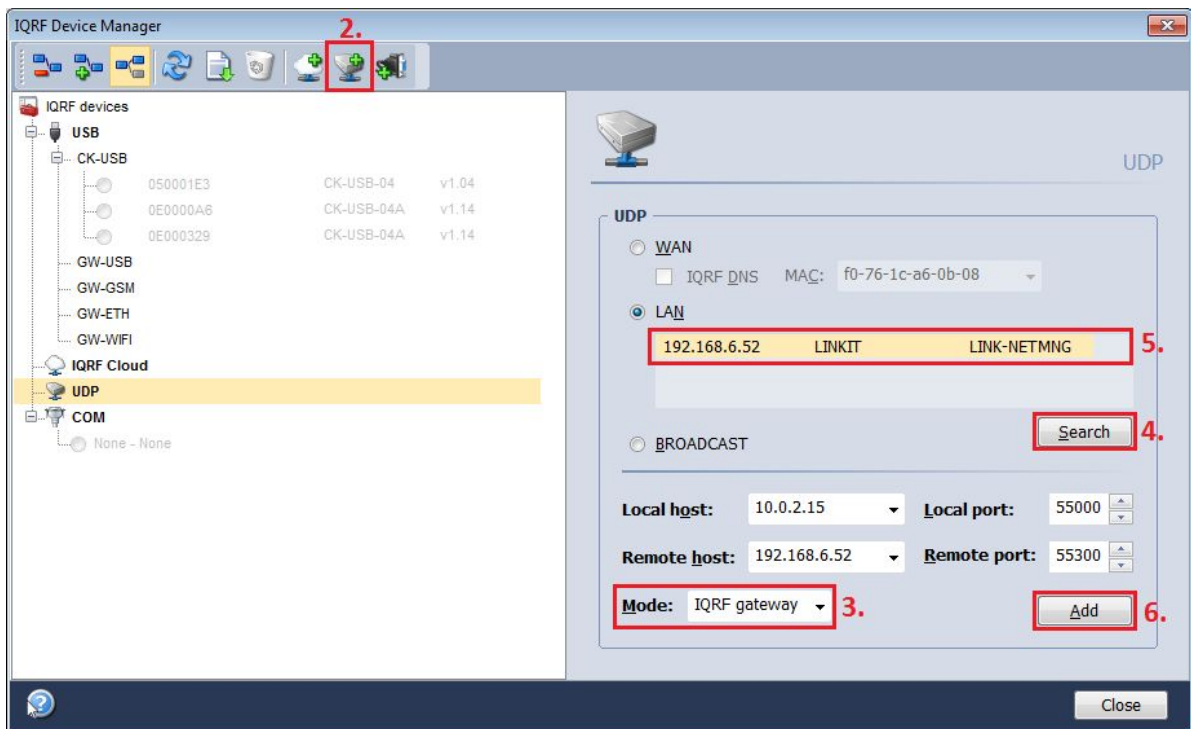 IQRF Device Manager
2.
IQRF devices
USB
CK-USB
050001E3 CK-USB-04 v1.04
0E0000A6 CK-USB-04A v1.14
0E000329 CK-USB-04A v1.14
GW-USB
GW-GSM
GW-ETH
GW-WIFI
IQRF Cloud
UDP
COM
None - None
UDP
UDP
WAN
IQRF DNS MAC: f0-76-1c-a6-0b-08
LAN
192.168.6.52 LINKIT LINK-NETMNG 5.
Search 4.
BROADCAST
Local host: 10.0.2.15 Local port: 55000
Remote host: 192.168.6.52 Remote port: 55300
Mode: IQRF gateway 3. Add 6.
Close